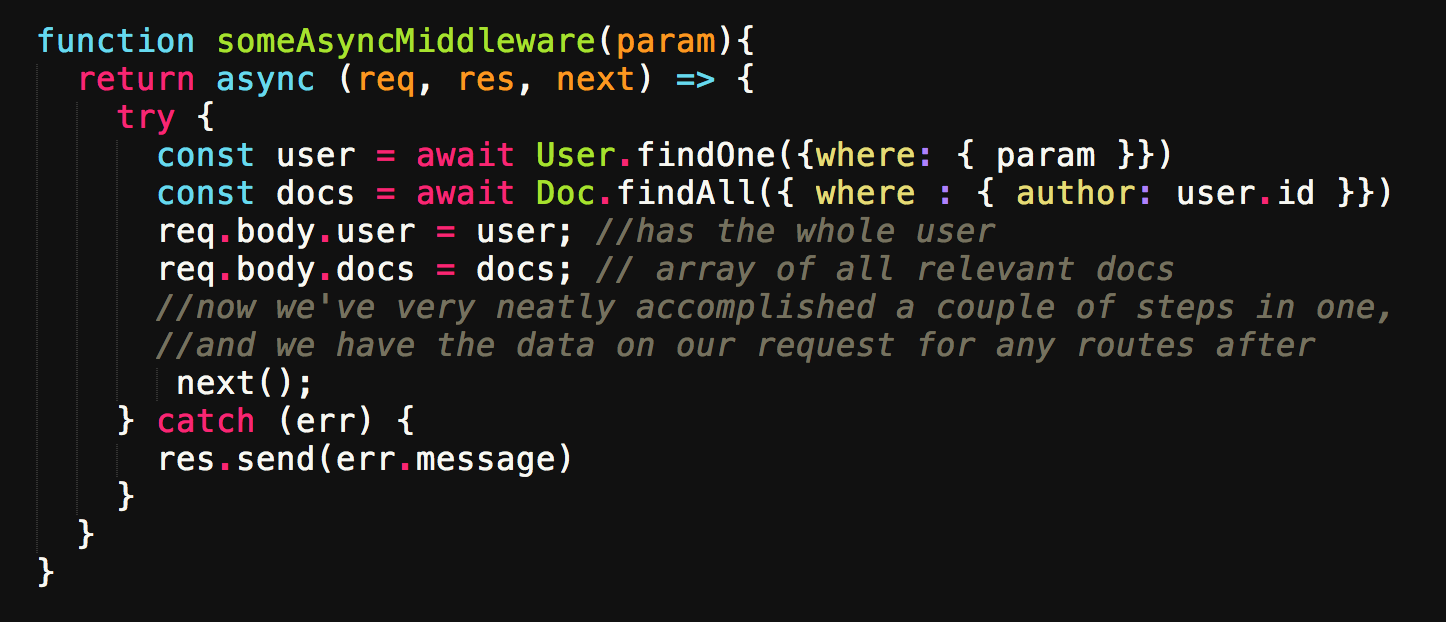 function someAsyncMiddleware(param){
return async (req, res, next) => {
try {
const user = await User.findOne({where: { param }})
const docs = await Doc.findAll({ where : { author: user.id }})
req.body.user = user; //has the whole user
req.body.docs = docs; // array of all relevant docs
//now we've very neatly accomplished a couple of steps in one,
//and we have the data on our request for any routes after
next();
} catch (err) {
res.send(err.message)
}
}
}